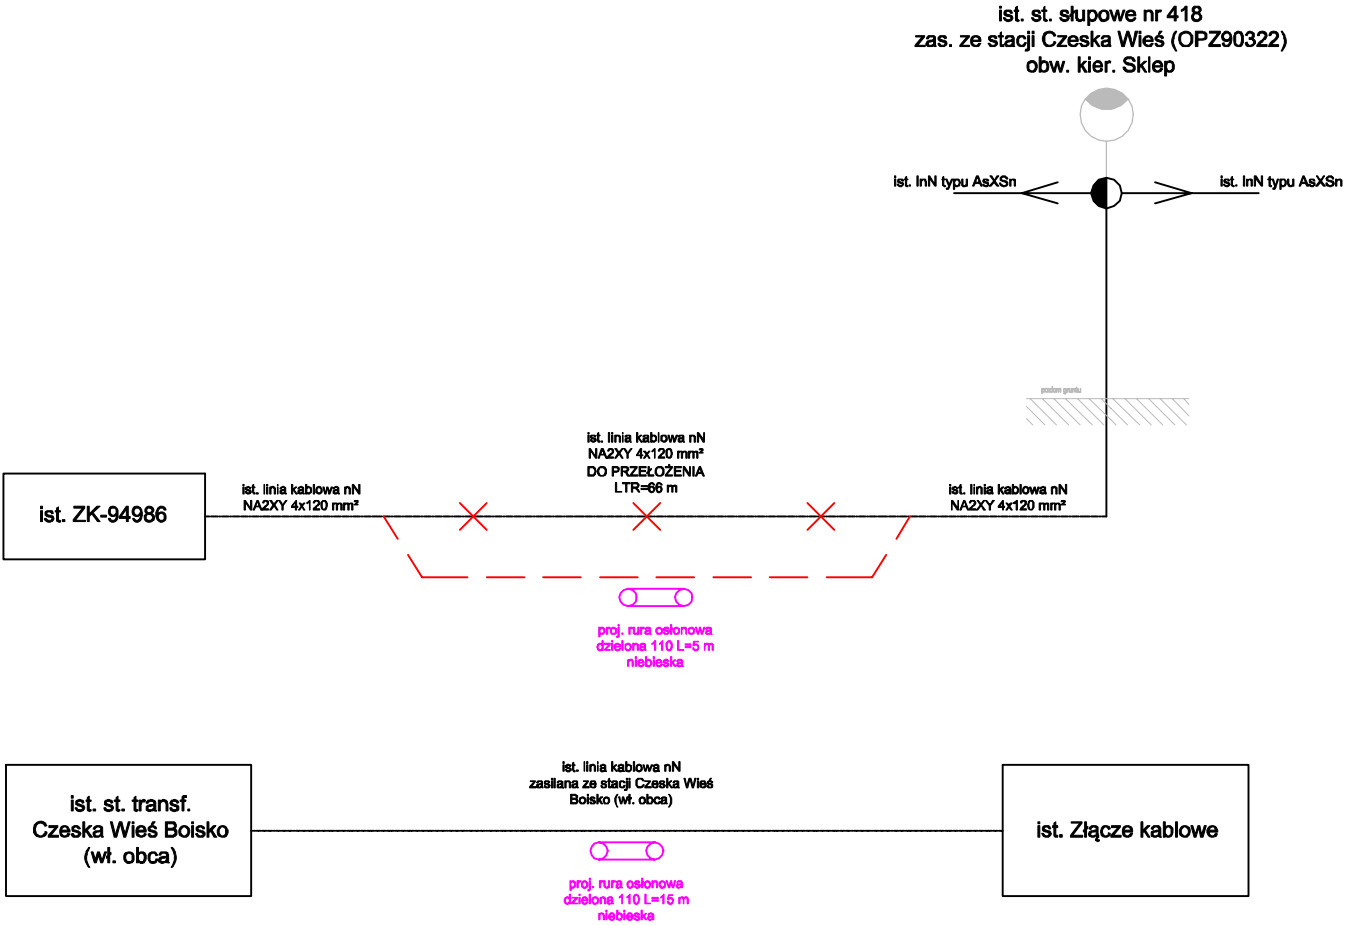 ist. st. słupowe nr 418
zas. ze stacji Czeska Wieś (OPZ90322)
obw. kier. Sklep
ist. lnN typu AsXSn
ist. lnN typu AsXSn
poziom gruntu
ist. linia kablowa nN
NA2XY 4x120 mm²
DO PRZEŁOŻENIA
LTR=66 m
ist. ZK-94986
ist. linia kablowa nN
NA2XY 4x120 mm²
ist. linia kablowa nN
NA2XY 4x120 mm²
proj. rura osłonowa
dzielona 110 L=5 m
niebieska
ist. st. transf.
Czeska Wieś Boisko
(wł. obca)
ist. linia kablowa nN
zasilana ze stacji Czeska Wieś
Boisko (wł. obca)
ist. Złącze kablowe
proj. rura osłonowa
dzielona 110 L=15 m
niebieska